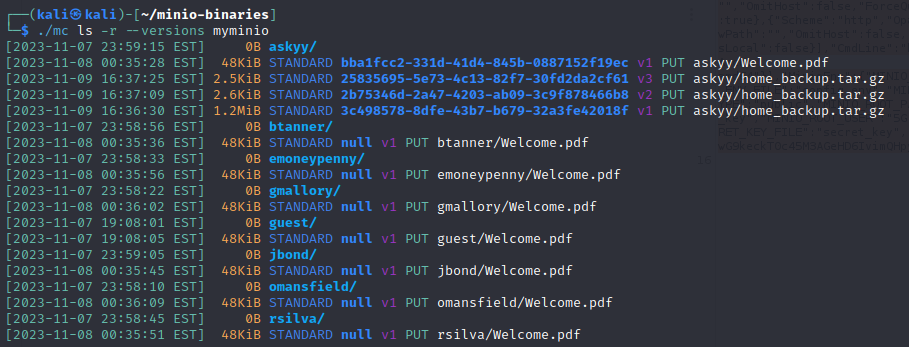 ┌──(kali㉿kali)-[~/minio-binaries]
└─$ ./mc ls -r --versions myminio
[2023-11-07 23:59:15 EST]     0B askyy/
[2023-11-08 00:35:28 EST]  48KiB STANDARD bba1fcc2-331d-41d4-845b-0887152f19ec v1 PUT askyy/Welcome.pdf
[2023-11-09 16:37:25 EST] 2.5KiB STANDARD 25835695-5e73-4c13-82f7-30fd2da2cf61 v3 PUT askyy/home_backup.tar.gz
[2023-11-09 16:37:09 EST] 2.6KiB STANDARD 2b75346d-2a47-4203-ab09-3c9f878466b8 v2 PUT askyy/home_backup.tar.gz
[2023-11-09 16:36:30 EST] 1.2MiB STANDARD 3c498578-8dfe-43b7-b679-32a3fe42018f v1 PUT askyy/home_backup.tar.gz
[2023-11-07 23:58:56 EST]     0B btanner/
[2023-11-08 00:35:36 EST]  48KiB STANDARD null v1 PUT btanner/Welcome.pdf
[2023-11-07 23:58:33 EST]     0B emoneypenny/
[2023-11-08 00:35:56 EST]  48KiB STANDARD null v1 PUT emoneypenny/Welcome.pdf
[2023-11-07 23:58:22 EST]     0B gmallory/
[2023-11-08 00:36:02 EST]  48KiB STANDARD null v1 PUT gmallory/Welcome.pdf
[2023-11-07 19:08:01 EST]     0B guest/
[2023-11-07 19:08:05 EST]  48KiB STANDARD null v1 PUT guest/Welcome.pdf
[2023-11-07 23:59:05 EST]     0B jbond/
[2023-11-08 00:35:45 EST]  48KiB STANDARD null v1 PUT jbond/Welcome.pdf
[2023-11-07 23:58:10 EST]     0B omansfield/
[2023-11-08 00:36:09 EST]  48KiB STANDARD null v1 PUT omansfield/Welcome.pdf
[2023-11-07 23:58:45 EST]     0B rsilva/
[2023-11-08 00:35:51 EST]  48KiB STANDARD null v1 PUT rsilva/Welcome.pdf